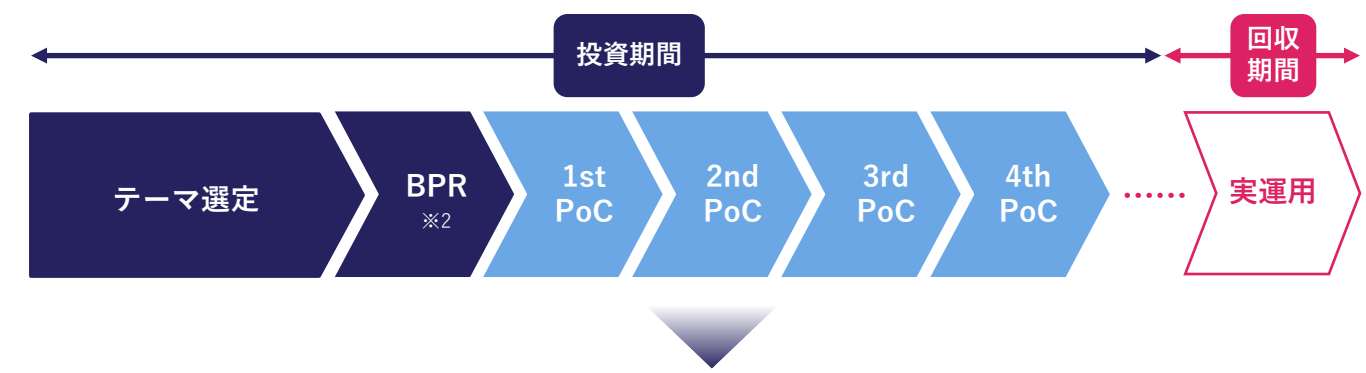 投資期間
回収
期間
テーマ選定
BPR
※2
1st
PoC
2nd
PoC
3rd
PoC
4th
PoC
……
実運用